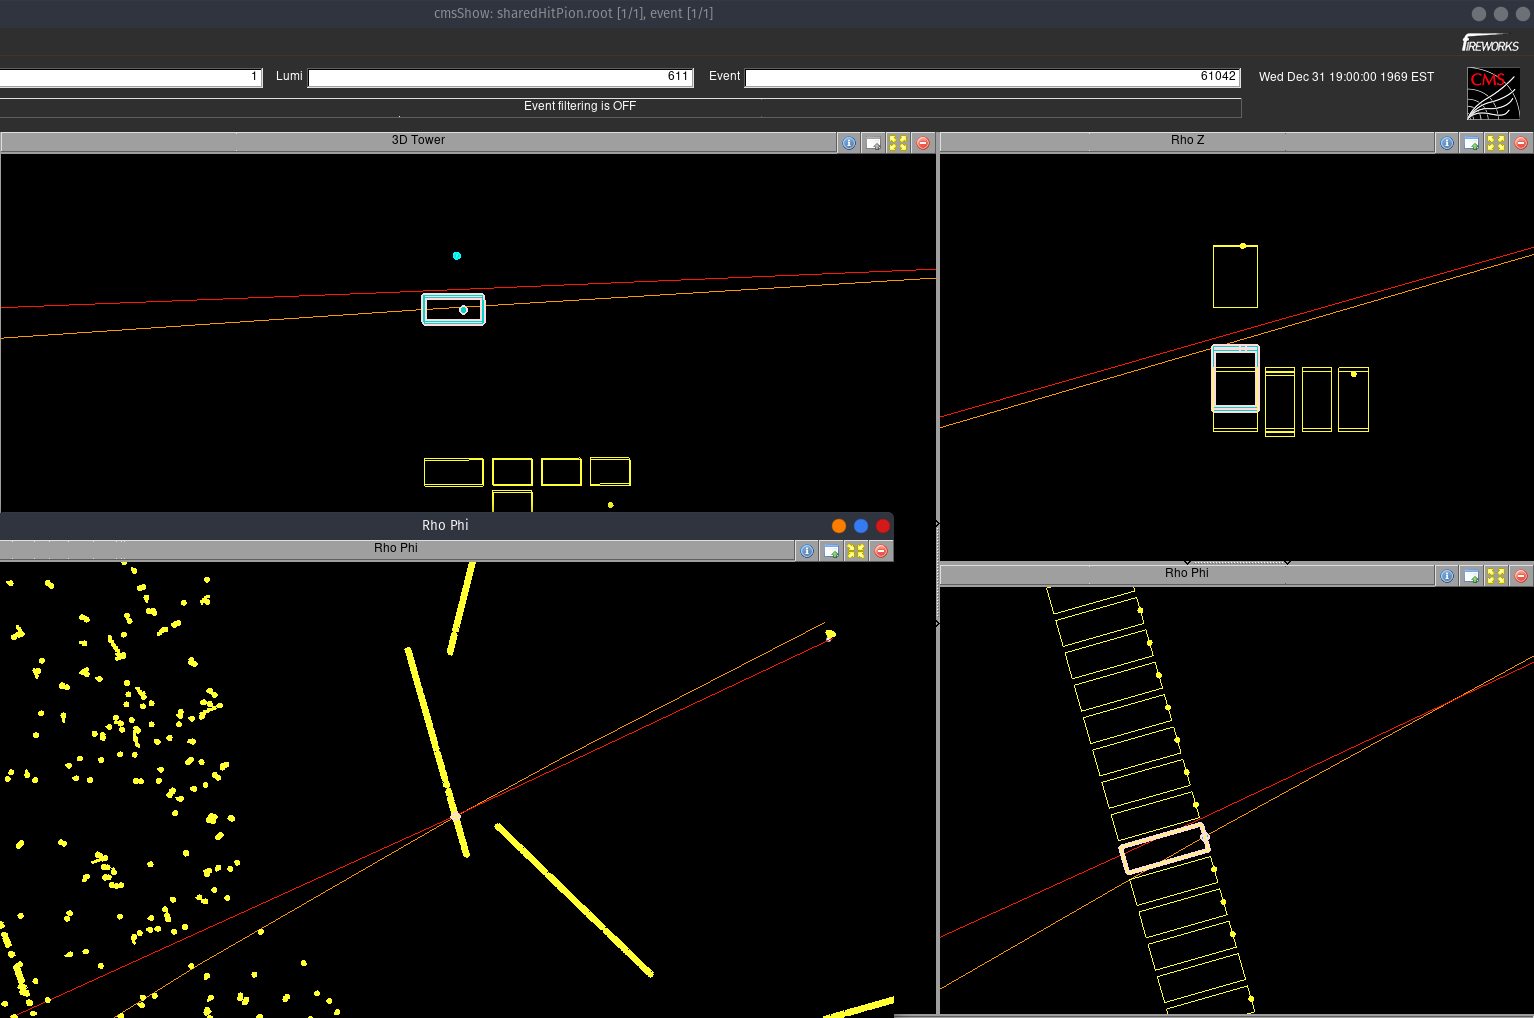 cmsShow: sharedHitPion.root [1/1], event [1/1]
FIREWORKS
1 Lumi 611 Event 61042 Wed Dec 31 19:00:00 1969 EST
CMS
Event filtering is OFF
3D Tower
Rho Z
Rho Phi
Rho Phi
Rho Phi